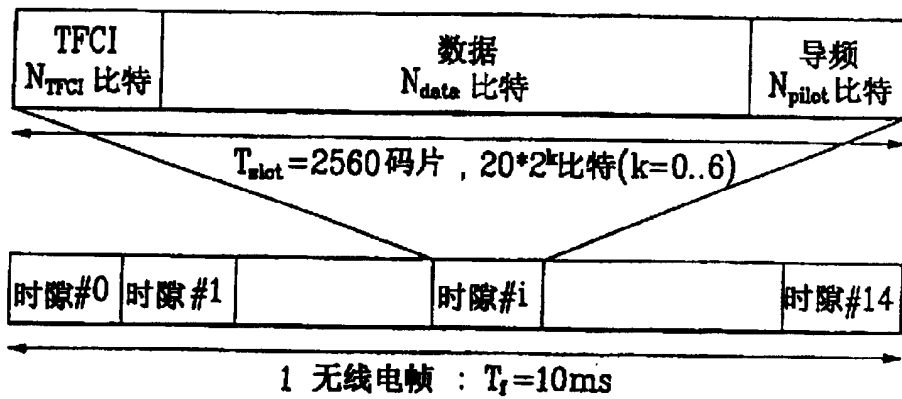 TFCI
N_TFCI 比特
数据
N_data 比特
导频
N_pilot 比特
T_slot=2560码片 , 20*2^k比特(k=0..6)
时隙#0 时隙#1 时隙#i 时隙#14
1 无线电帧 : T_f=10ms